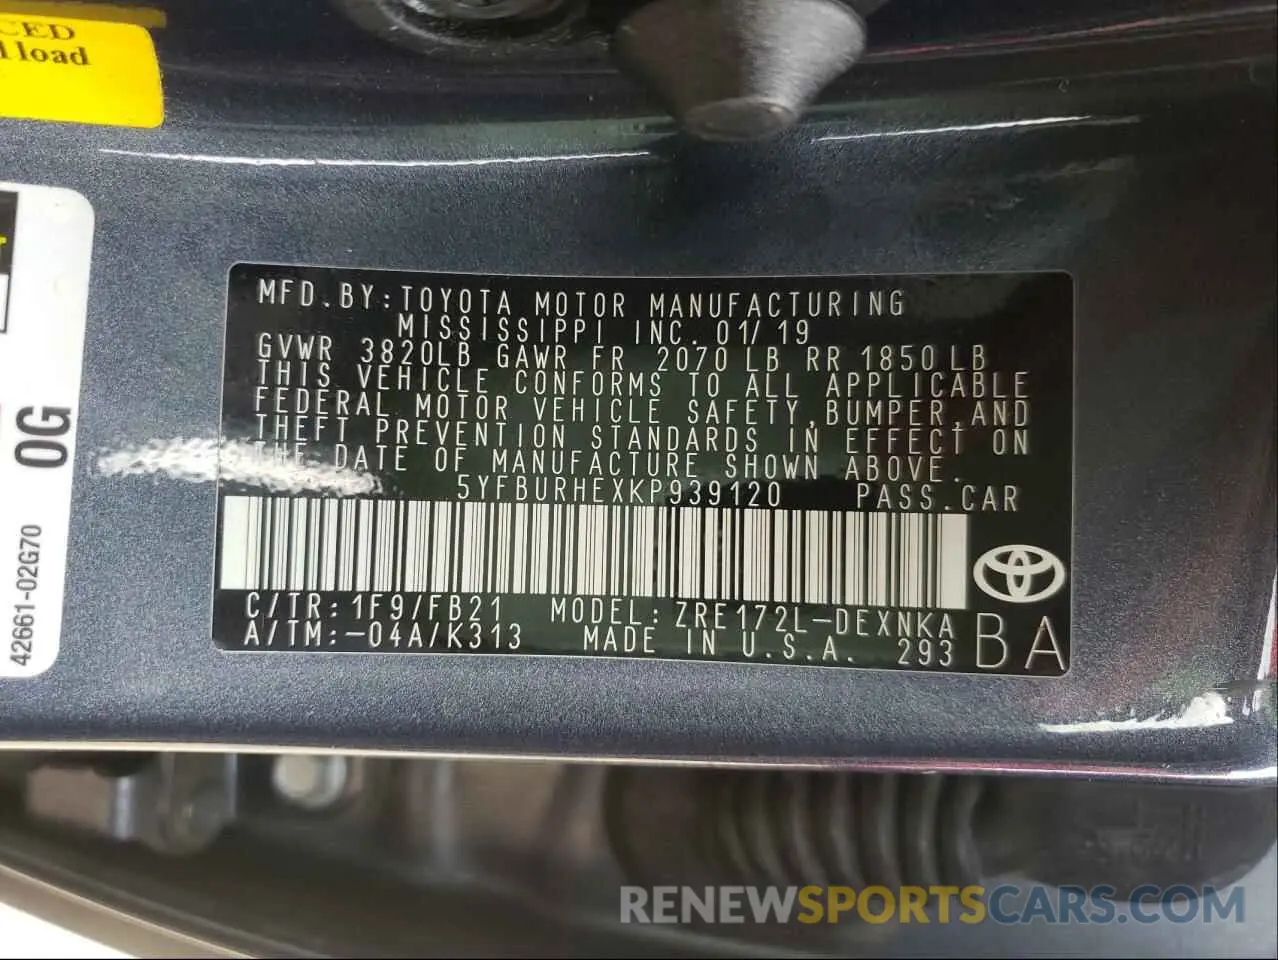 CED
load
0G
42661-02G70
MFD.BY:TOYOTA MOTOR MANUFACTURING
MISSISSIPPI INC. 01/19
GVWR 3820LB GAWR FR 2070 LB RR 1850LB
THIS VEHICLE CONFORMS TO ALL APPLICABLE
FEDERAL MOTOR VEHICLE SAFETY,BUMPER,AND
THEFT PREVENTION STANDARDS IN EFFECT ON
THE DATE OF MANUFACTURE SHOWN ABOVE.
5YFBURHEXKP939120 PASS.CAR
C/TR:1F9/FB21 MODEL:ZRE172L-DEXNKA
A/TM:-04A/K313 MADE IN U.S.A. 293 BA
RENEWSPORTSCARS.COM